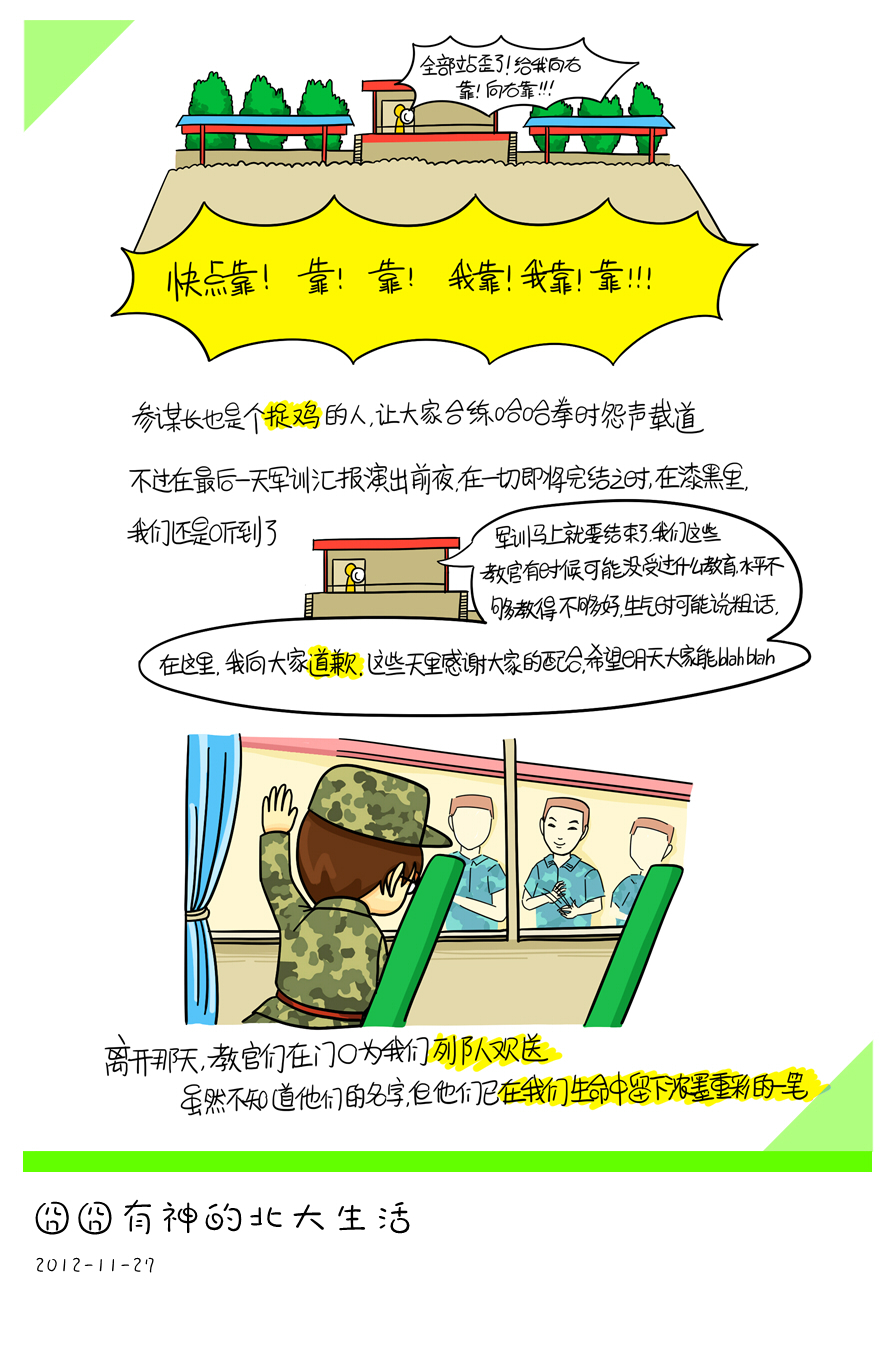 全部站歪了!给我向右
靠!向右靠!!!
快点靠! 靠! 靠! 我靠!我靠!靠!!!
参谋长也是个捉鸡的人,让大家合练哈哈拳时怨声载道
不过在最后一天军训汇报演出前夜,在一切即将完结之时,在漆黑里,
我们还是听到了
军训马上就要结束了,我们这些
教官有时候可能没受过什么教育,水平不
够教得不够好,生气时可能说粗话,
在这里,我向大家道歉,这些天里感谢大家的配合,希望明天大家能blah blah
离开那天,教官们在门口为我们列队欢送
虽然不知道他们的名字,但他们已在我们生命中留下浓墨重彩的一笔
囧囧有神的北大生活
2012-11-27